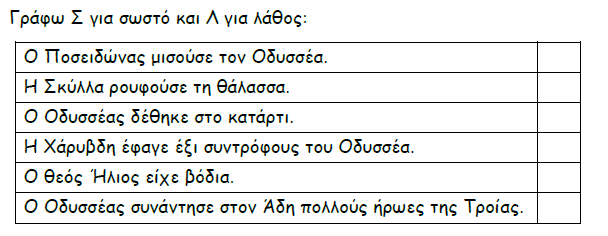 Γράφω Σ για σωστό και Λ για λάθος:
Ο Ποσειδώνας μισούσε τον Οδυσσέα.
Η Σκύλλα ρουφούσε τη θάλασσα.
Ο Οδυσσέας δέθηκε στο κατάρτι.
Η Χάρυβδη έφαγε έξι συντρόφους του Οδυσσέα.
Ο θεός Ήλιος είχε βόδια.
Ο Οδυσσέας συνάντησε στον Άδη πολλούς ήρωες της Τροίας.